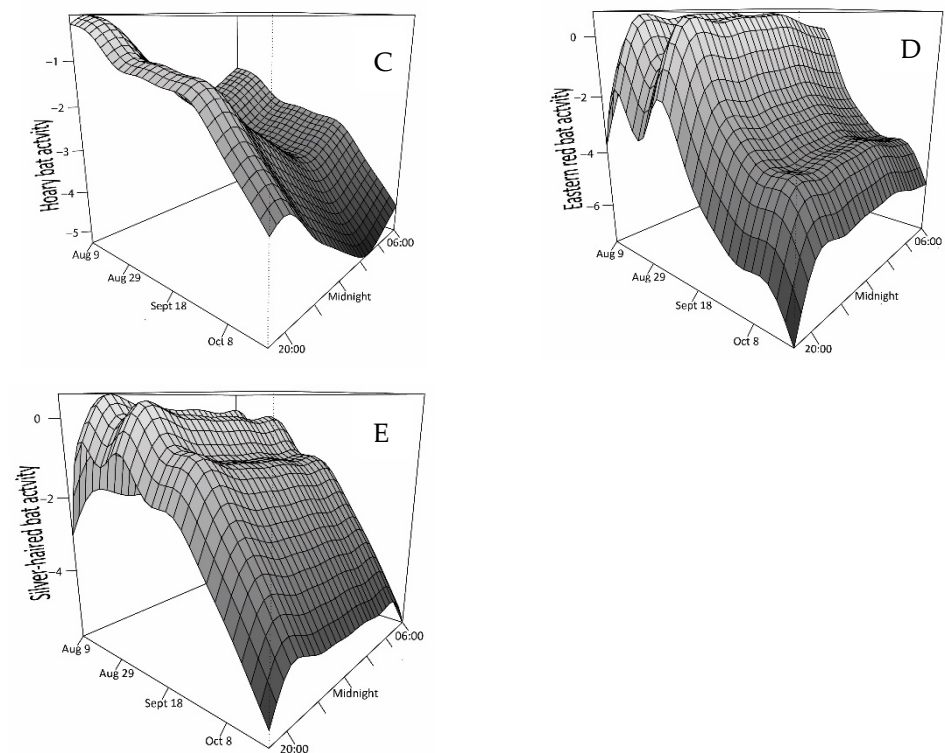 C
Hoary bat actvity
−1
−2
−3
−4
−5
Aug 9
Aug 29
Sept 18
Oct 8
20:00
Midnight
06:00
D
Eastern red bat actvity
0
−2
−4
−6
Aug 9
Aug 29
Sept 18
Oct 8
20:00
Midnight
06:00
E
Silver-haired bat actvity
0
−2
−4
Aug 9
Aug 29
Sept 18
Oct 8
20:00
Midnight
06:00